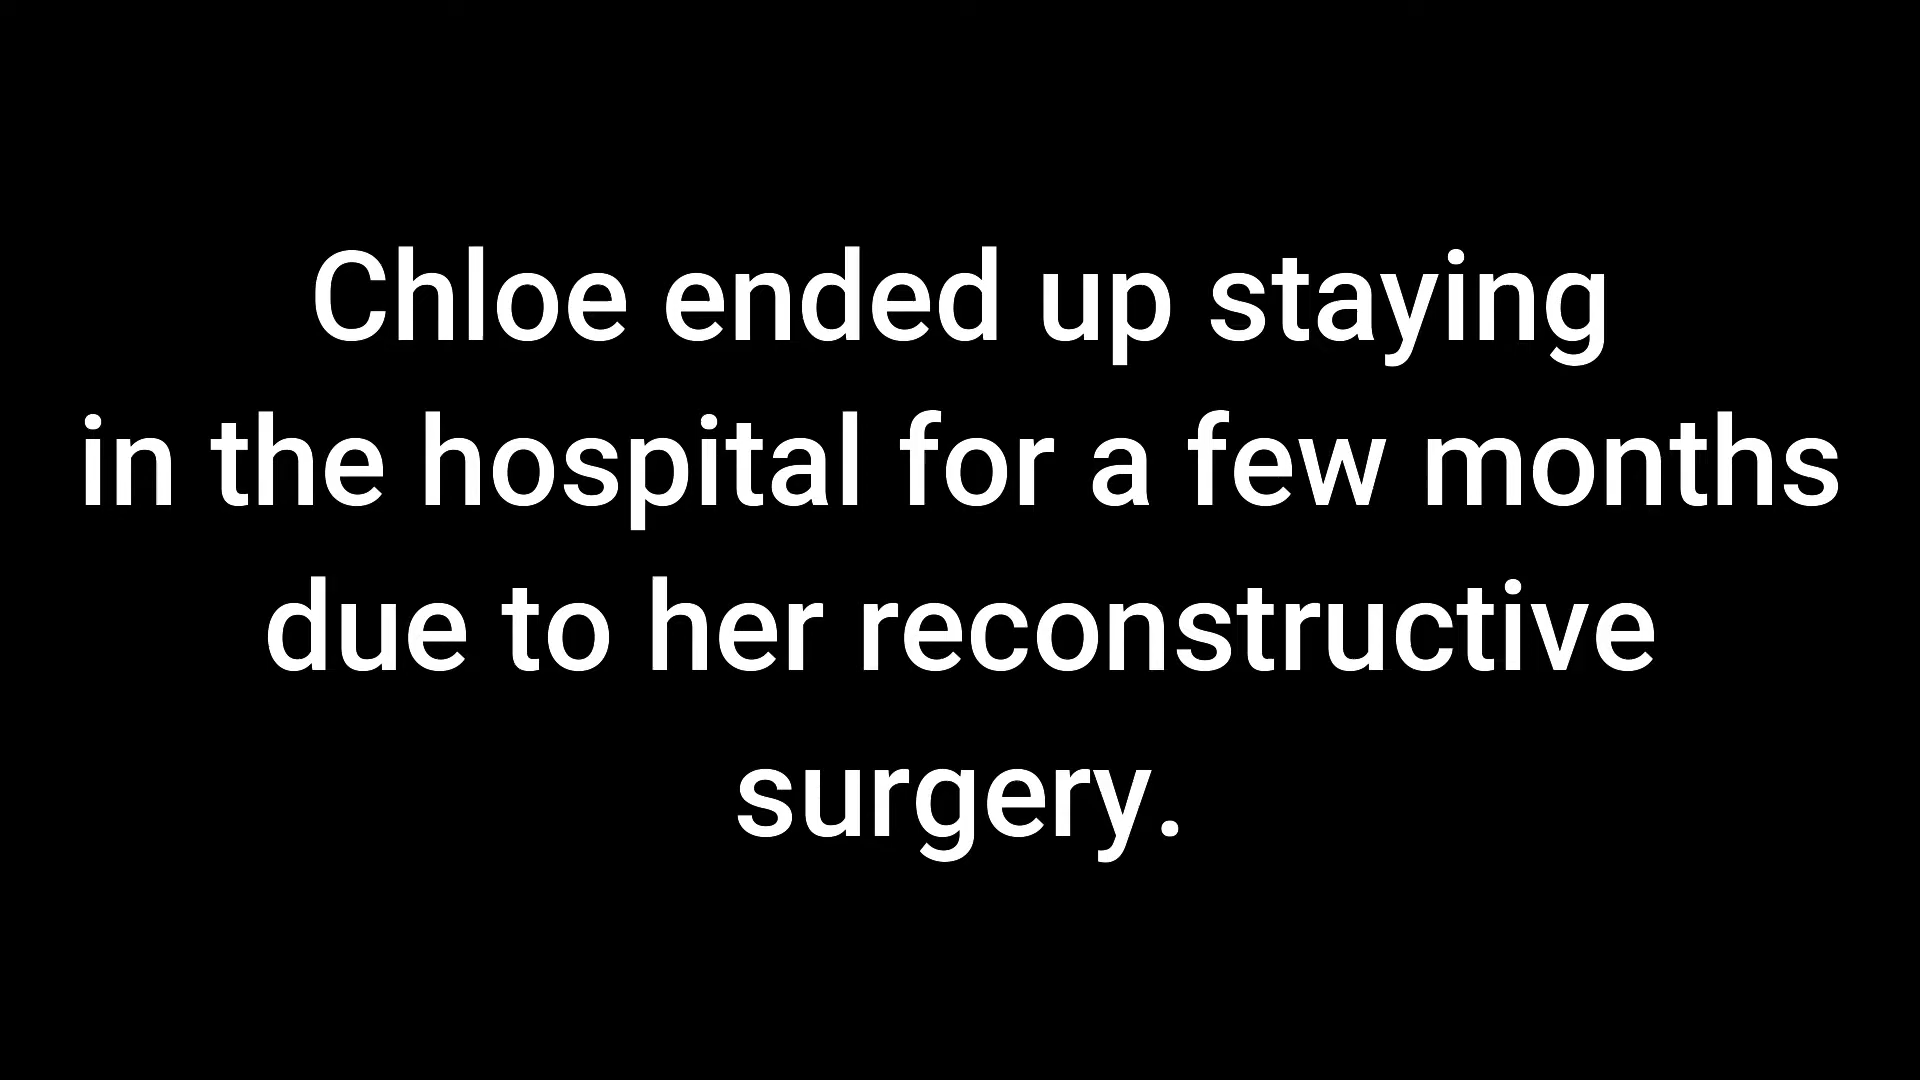 Chloe ended up staying
in the hospital for a few months
due to her reconstructive
surgery.